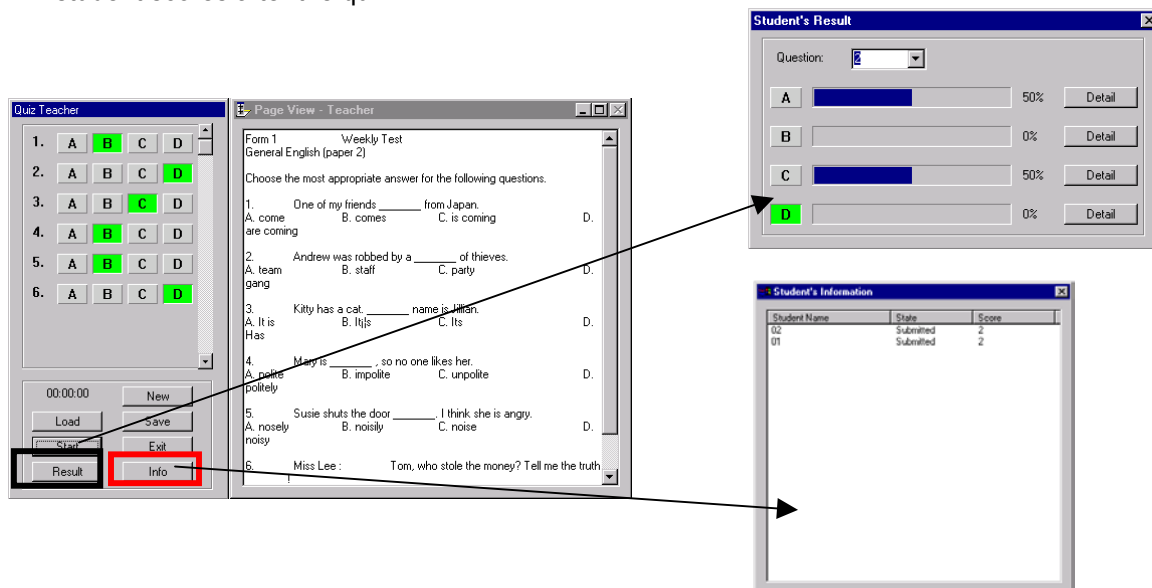 Quiz Teacher
1. A B C D
2. A B C D
3. A B C D
4. A B C D
5. A B C D
6. A B C D
00:00:00
New
Load
Save
Start
Exit
Result
Info
Page View - Teacher
Form 1 Weekly Test
General English (paper 2)
Choose the most appropriate answer for the following questions.
1. One of my friends _______ from Japan.
A. come B. comes C. is coming D.
are coming
2. Andrew was robbed by a _______ of thieves.
A. team B. staff C. party D.
gang
3. Kitty has a cat. _______ name is Jillian.
A. It is B. It's C. Its D.
Has
4. Mary is _______ , so no one likes her.
A. polite B. impolite C. unpolite D.
politely
5. Susie shuts the door _______. I think she is angry.
A. nosely B. noisily C. noise D.
noisy
6. Miss Lee : Tom, who stole the money? Tell me the truth
Student's Result
Question: 2
A 50% Detail
B 0% Detail
C 50% Detail
D 0% Detail
Student's Information
Student Name State Score
02 Submitted 2
01 Submitted 2